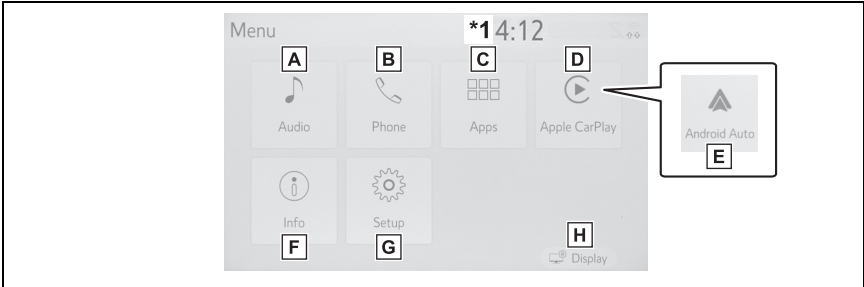 Menu *1 4:12
A B C D
Audio Phone Apps Apple CarPlay Android Auto
E
Info Setup
F G H
Display